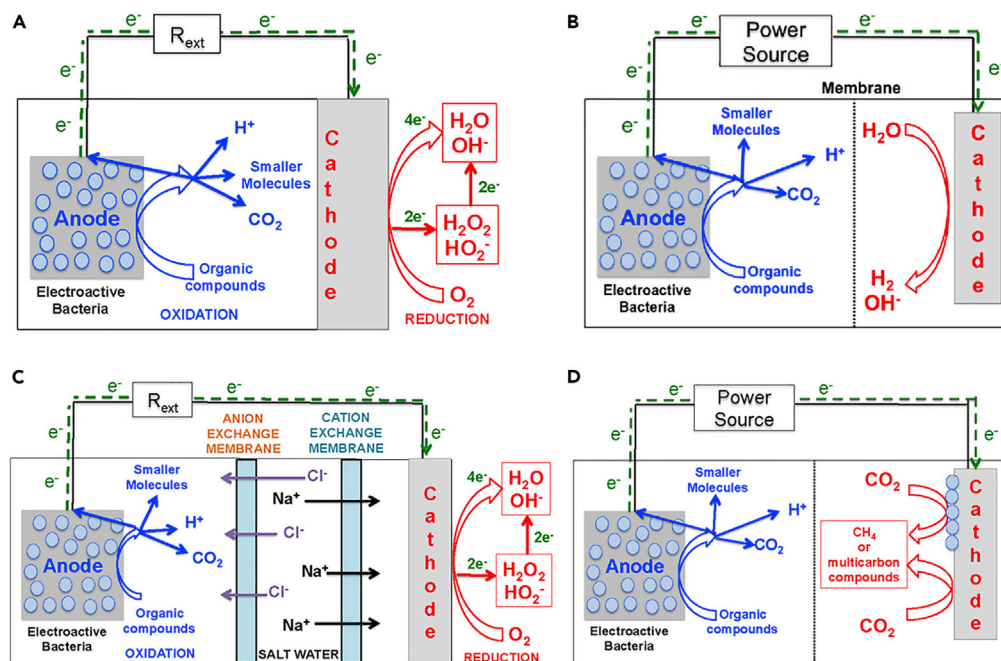 A
e-
e-
Rext
e-
e-
e-
e-
Cathode
H+
Smaller
Molecules
CO2
Anode
Organic
compounds
Electroactive
Bacteria
OXIDATION
4e-
H2O
OH-
2e-
2e-
H2O2
HO2-
O2
REDUCTION
B
e-
e-
Power
Source
e-
e-
e-
Membrane
Smaller
Molecules
H+
CO2
Anode
Organic
compounds
Electroactive
Bacteria
H2O
H2
OH-
Cathode
C
e-
e-
Rext
e-
e-
e-
e-
ANION
EXCHANGE
MEMBRANE
CATION
EXCHANGE
MEMBRANE
Smaller
Molecules
H+
CO2
Anode
Organic
compounds
Electroactive
Bacteria
OXIDATION
Cl-
Na+
Cl-
Na+
Cl-
Na+
SALT WATER
Cathode
4e-
H2O
OH-
2e-
2e-
H2O2
HO2-
O2
REDUCTION
D
e-
e-
Power
Source
e-
e-
e-
Smaller
Molecules
H+
CO2
Anode
Organic
compounds
Electroactive
Bacteria
CO2
CH4
or
multicarbon
compounds
CO2
Cathode